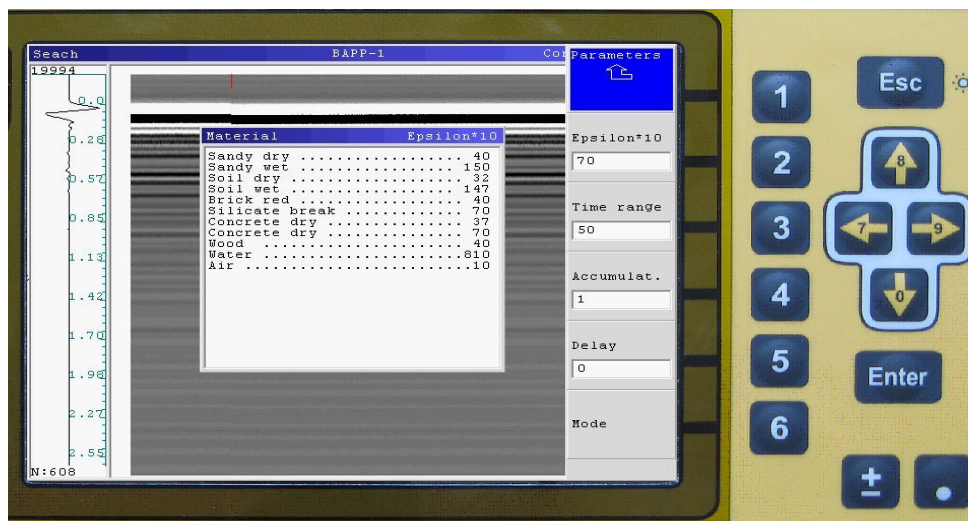 Seach BAPP-1 Co
19994
0.0
0.28
0.57
0.85
1.13
1.42
1.70
1.98
2.27
2.55
N:608
Material Epsilon*10
Sandy dry .................. 40
Sandy wet .................. 150
Soil dry .................. 32
Soil wet .................. 147
Brick red .................. 40
Silicate break .............. 70
Concrete dry ............... 37
Concrete dry ............... 70
Wood .................... 40
Water .................... 810
Air ........................ 10
Parameters
Epsilon*10
70
Time range
50
Accumulat.
1
Delay
0
Mode
1
2
3
4
5
6
Esc
8
7
9
0
Enter
±
.